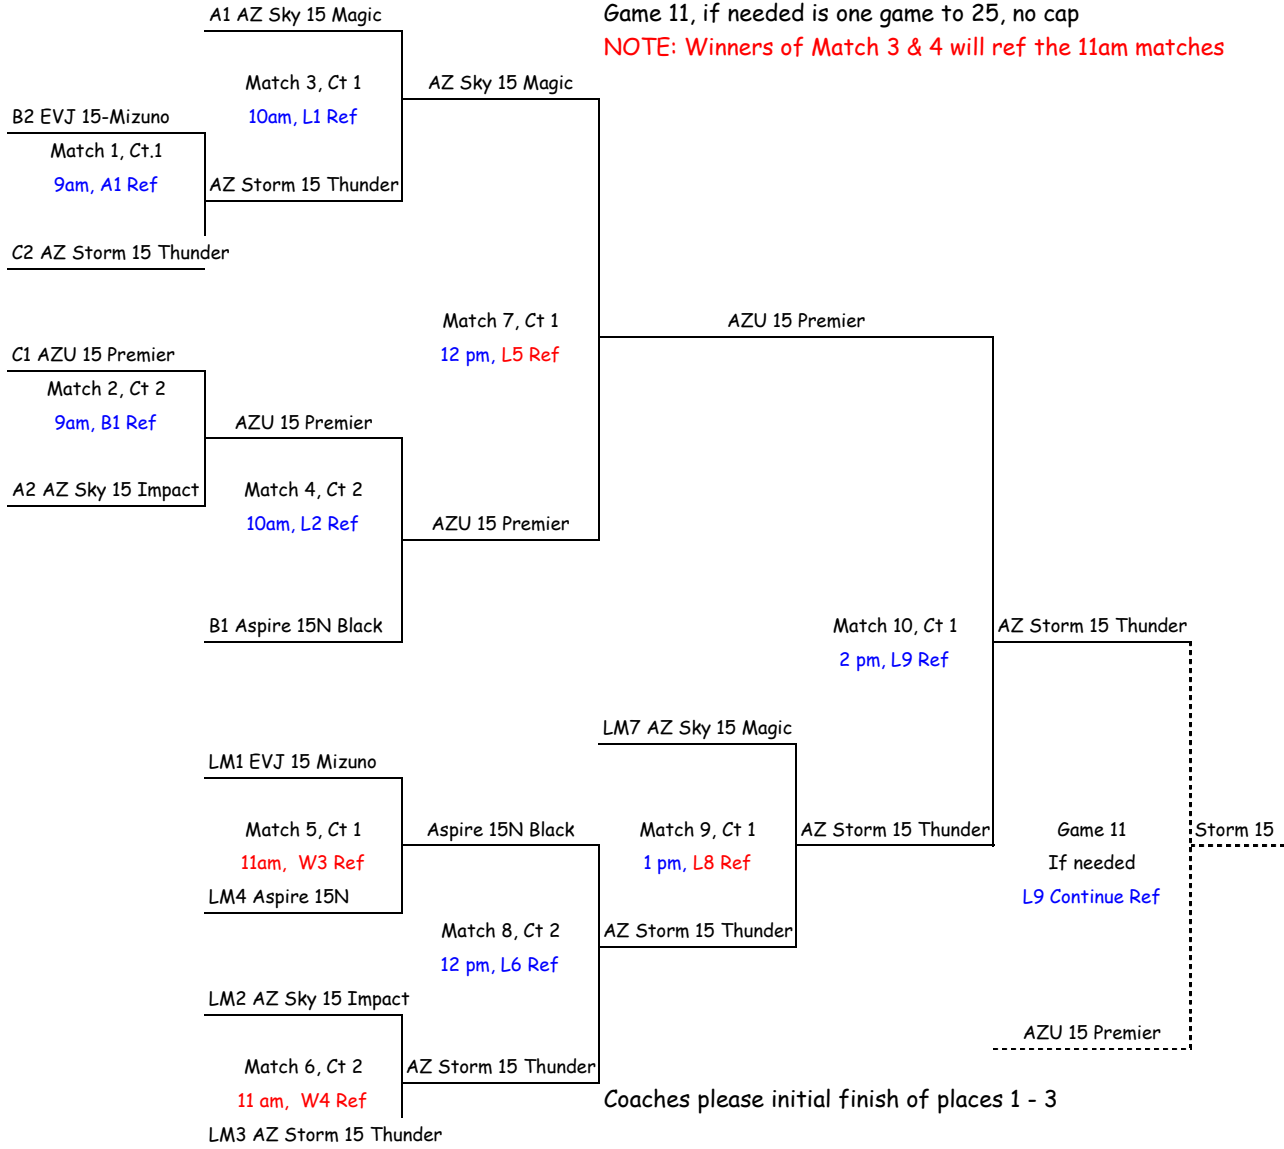 A1 AZ Sky 15 Magic
Game 11, if needed is one game to 25, no cap
NOTE: Winners of Match 3 & 4 will ref the 11am matches
Match 3, Ct 1
AZ Sky 15 Magic
10am, L1 Ref
B2 EVJ 15-Mizuno
Match 1, Ct.1
9am, A1 Ref
AZ Storm 15 Thunder
C2 AZ Storm 15 Thunder
Match 7, Ct 1
AZU 15 Premier
12 pm, L5 Ref
C1 AZU 15 Premier
Match 2, Ct 2
9am, B1 Ref
AZU 15 Premier
A2 AZ Sky 15 Impact
Match 4, Ct 2
10am, L2 Ref
AZU 15 Premier
B1 Aspire 15N Black
Match 10, Ct 1
AZ Storm 15 Thunder
2 pm, L9 Ref
LM7 AZ Sky 15 Magic
LM1 EVJ 15 Mizuno
Match 5, Ct 1
Aspire 15N Black
Match 9, Ct 1
AZ Storm 15 Thunder
Game 11
Storm 15
11am, W3 Ref
1 pm, L8 Ref
If needed
LM4 Aspire 15N
L9 Continue Ref
Match 8, Ct 2
AZ Storm 15 Thunder
12 pm, L6 Ref
LM2 AZ Sky 15 Impact
AZU 15 Premier
Match 6, Ct 2
AZ Storm 15 Thunder
11 am, W4 Ref
Coaches please initial finish of places 1 - 3
LM3 AZ Storm 15 Thunder